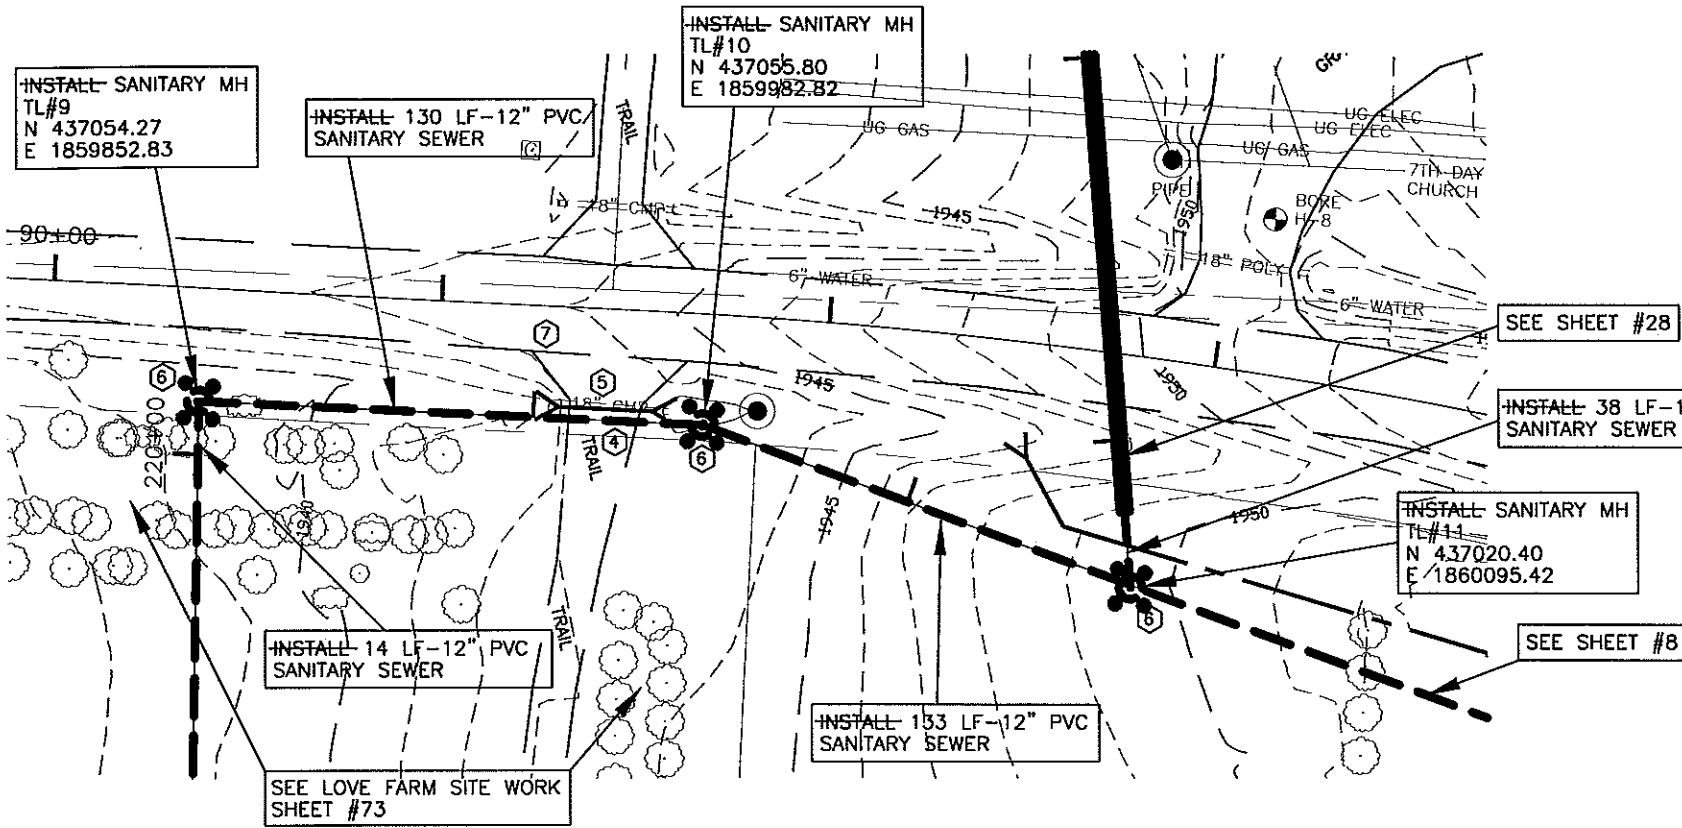 INSTALL SANITARY MH
TL#10
N 437055.80
E 1859982.82
INSTALL SANITARY MH
TL#9
N 437054.27
E 1859852.83
INSTALL 130 LF-12" PVC
SANITARY SEWER
TRAIL
UG GAS
UG ELEC
UG ELEC
UG GAS
7TH DAY
CHURCH
PIPE
1950
BORE
H-8
18" CMP
1945
90+00
6" WATER
18" POLY
6" WATER
SEE SHEET #28
7
6
5
1945
1950
18" CMP
4
6
TRAIL
220+00
INSTALL 38 LF-1
SANITARY SEWER
1940
1945
1950
INSTALL SANITARY MH
TL#11
N 437020.40
E 1860095.42
6
TRAIL
INSTALL 14 LF-12" PVC
SANITARY SEWER
SEE SHEET #8
INSTALL 133 LF-12" PVC
SANITARY SEWER
SEE LOVE FARM SITE WORK
SHEET #73